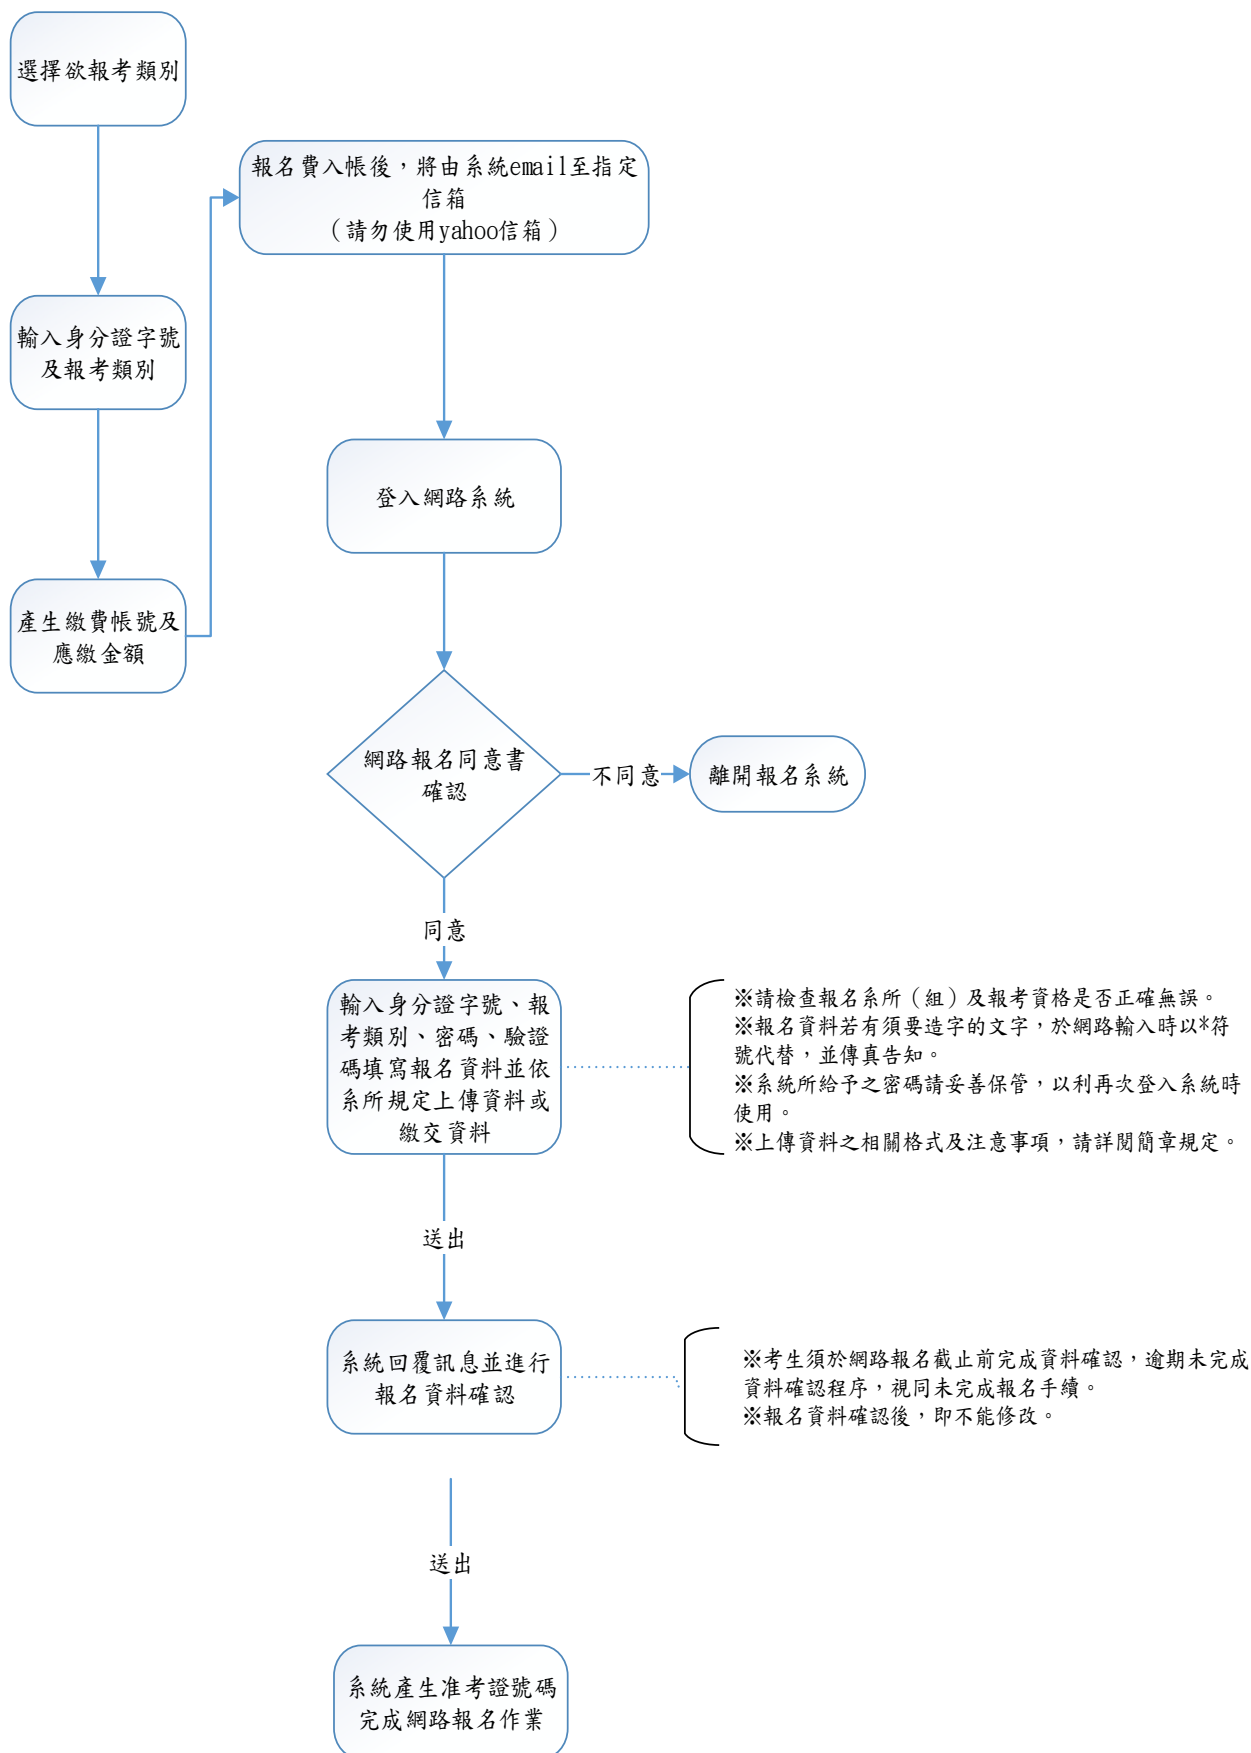 選擇欲報考類別
輸入身分證字號
及報考類別
產生繳費帳號及
應繳金額
報名費入帳後，將由系統email至指定
信箱
（請勿使用yahoo信箱）
登入網路系統
網路報名同意書
確認
不同意
離開報名系統
同意
輸入身分證字號、報
考類別、密碼、驗證
碼填寫報名資料並依
系所規定上傳資料或
繳交資料
※請檢查報名系所（組）及報考資格是否正確無誤。
※報名資料若有須要造字的文字，於網路輸入時以*符
號代替，並傳真告知。
※系統所給予之密碼請妥善保管，以利再次登入系統時
使用。
※上傳資料之相關格式及注意事項，請詳閱簡章規定。
送出
系統回覆訊息並進行
報名資料確認
※考生須於網路報名截止前完成資料確認，逾期未完成
資料確認程序，視同未完成報名手續。
※報名資料確認後，即不能修改。
送出
系統產生准考證號碼
完成網路報名作業